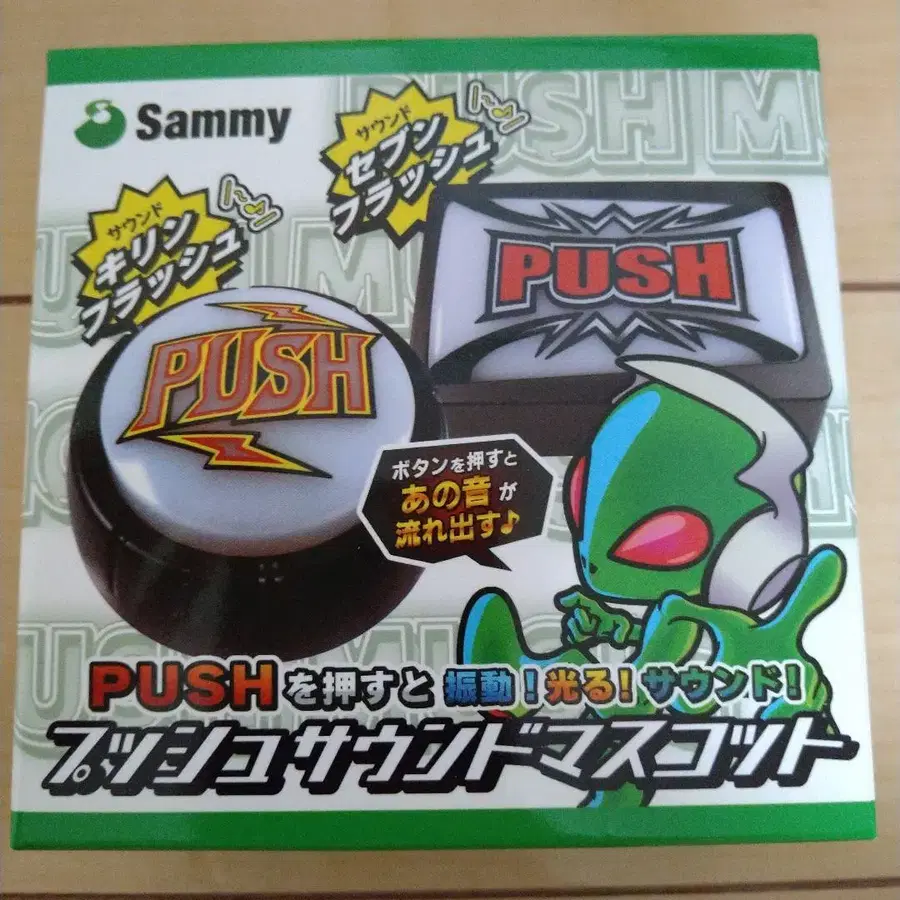 Sammy
サウンド
セブン
フラッシュ
サウンド
キリン
フラッシュ
PUSH
PUSH
ボタンを押すと
あの音が
流れ出す♪
PUSHを押すと 振動!光る!サウンド!
プッシュサウンドマスコット